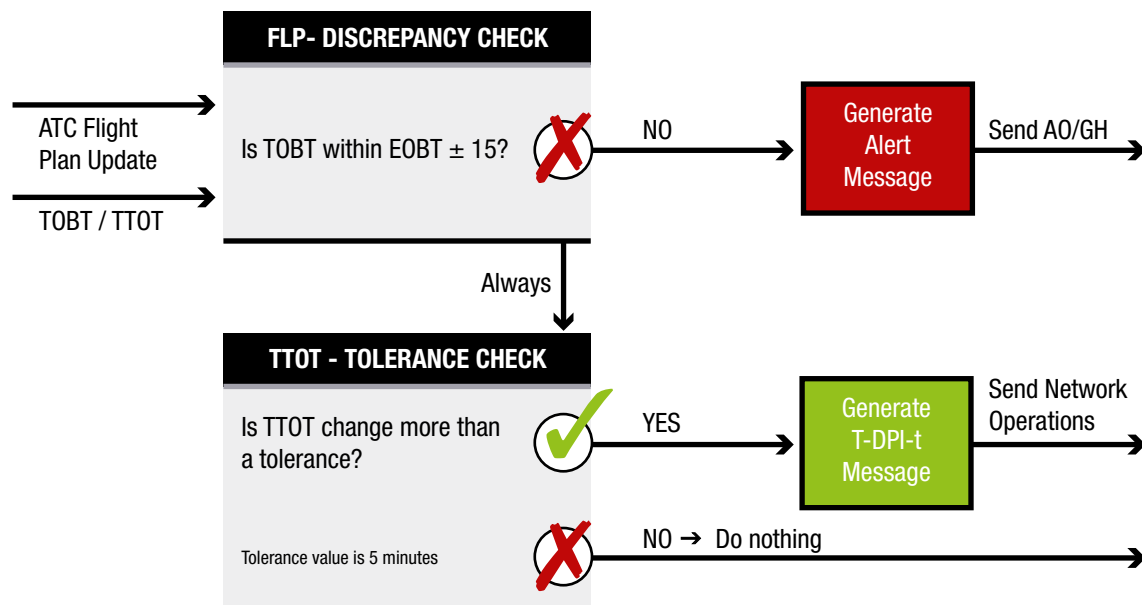 FLP- DISCREPANCY CHECK
ATC Flight
Plan Update
TOBT / TTOT
Is TOBT within EOBT ± 15?
NO
Generate
Alert
Message
Send AO/GH
Always
TTOT - TOLERANCE CHECK
Is TTOT change more than
a tolerance?
YES
Generate
T-DPI-t
Message
Send Network
Operations
Tolerance value is 5 minutes
NO → Do nothing